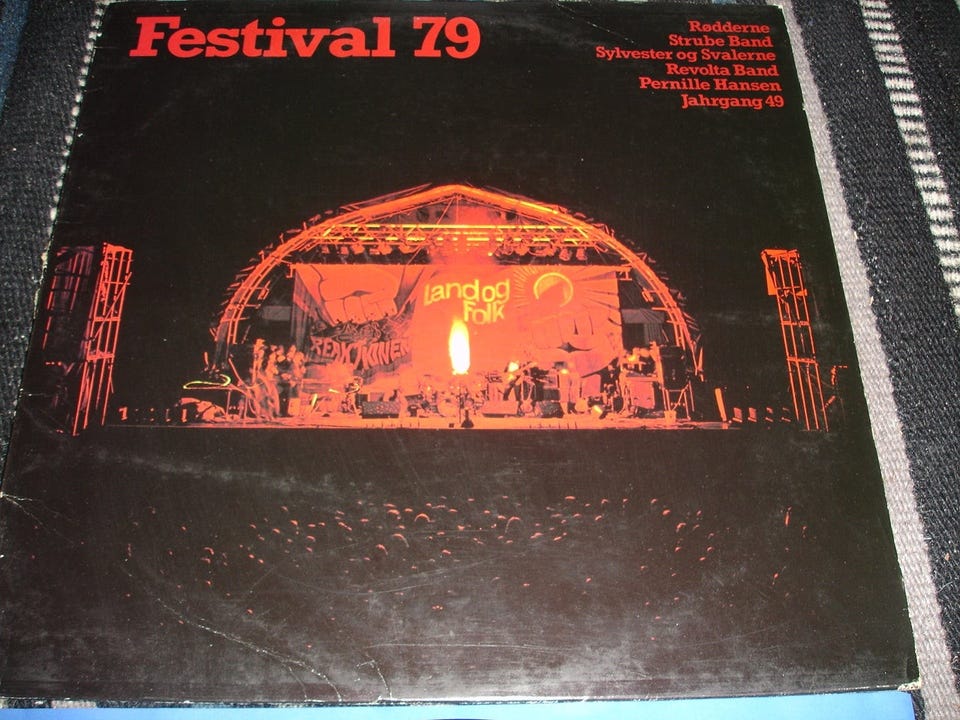 Festival 79
Rødderne
Strube Band
Sylvester og Svalerne
Revolta Band
Pernille Hansen
Jahrgang 49
Land og
Folk